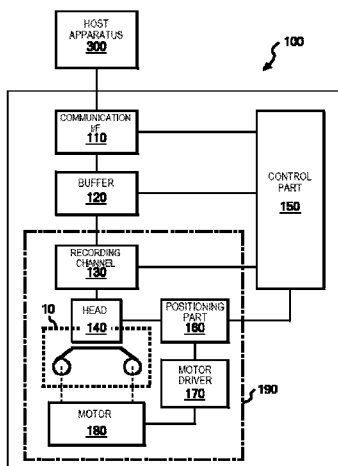 HOST
APPARATUS
300
100
COMMUNICATION
I/F
110
BUFFER
120
CONTROL
PART
150
RECORDING
CHANNEL
130
10
HEAD
140
POSITIONING
PART
160
MOTOR
DRIVER
170
190
MOTOR
180